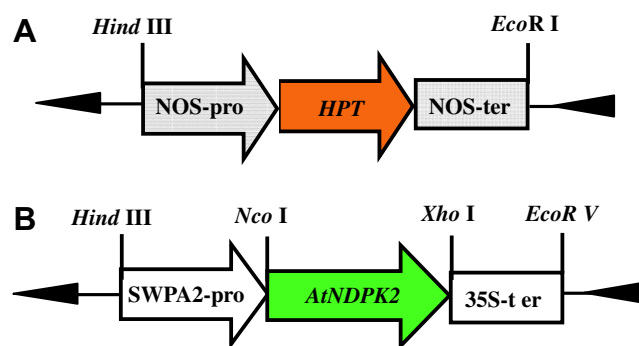 A
Hind III
EcoR I
NOS-pro
HPT
NOS-ter
B
Hind III
Nco I
Xho I
EcoR V
SWPA2-pro
AtNDPK2
35S-t er